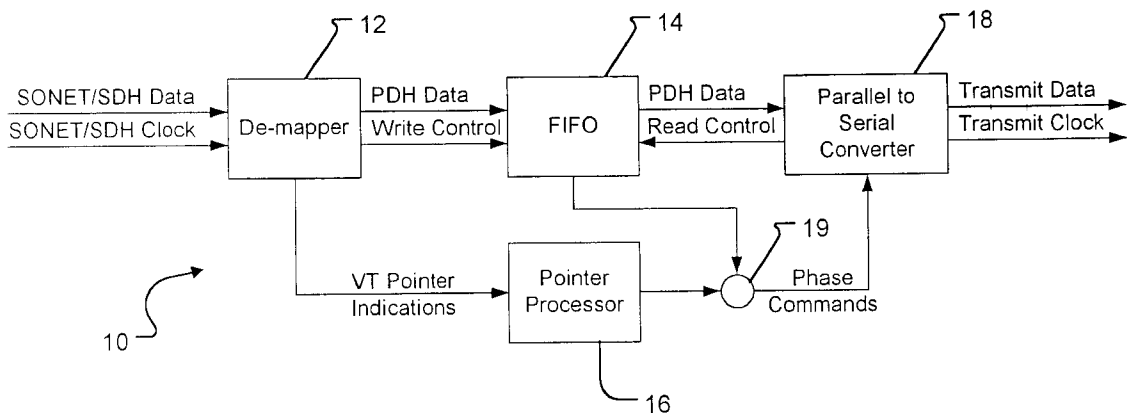 12
14
18
SONET/SDH Data
SONET/SDH Clock
De-mapper
PDH Data
Write Control
FIFO
PDH Data
Read Control
Parallel to
Serial
Converter
Transmit Data
Transmit Clock
19
VT Pointer
Indications
Pointer
Processor
Phase
Commands
10
16